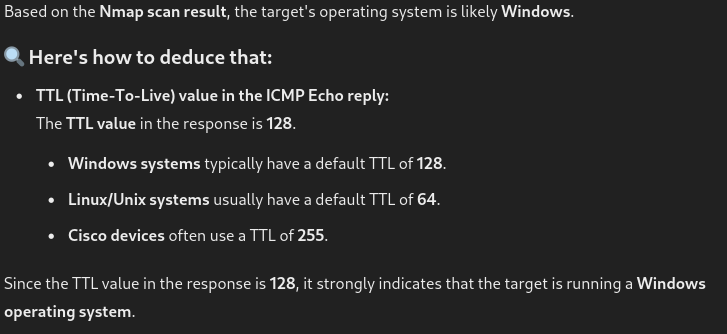 Based on the Nmap scan result, the target's operating system is likely Windows.
🔍 Here's how to deduce that:
• TTL (Time-To-Live) value in the ICMP Echo reply:
The TTL value in the response is 128.
• Windows systems typically have a default TTL of 128.
• Linux/Unix systems usually have a default TTL of 64.
• Cisco devices often use a TTL of 255.
Since the TTL value in the response is 128, it strongly indicates that the target is running a Windows
operating system.